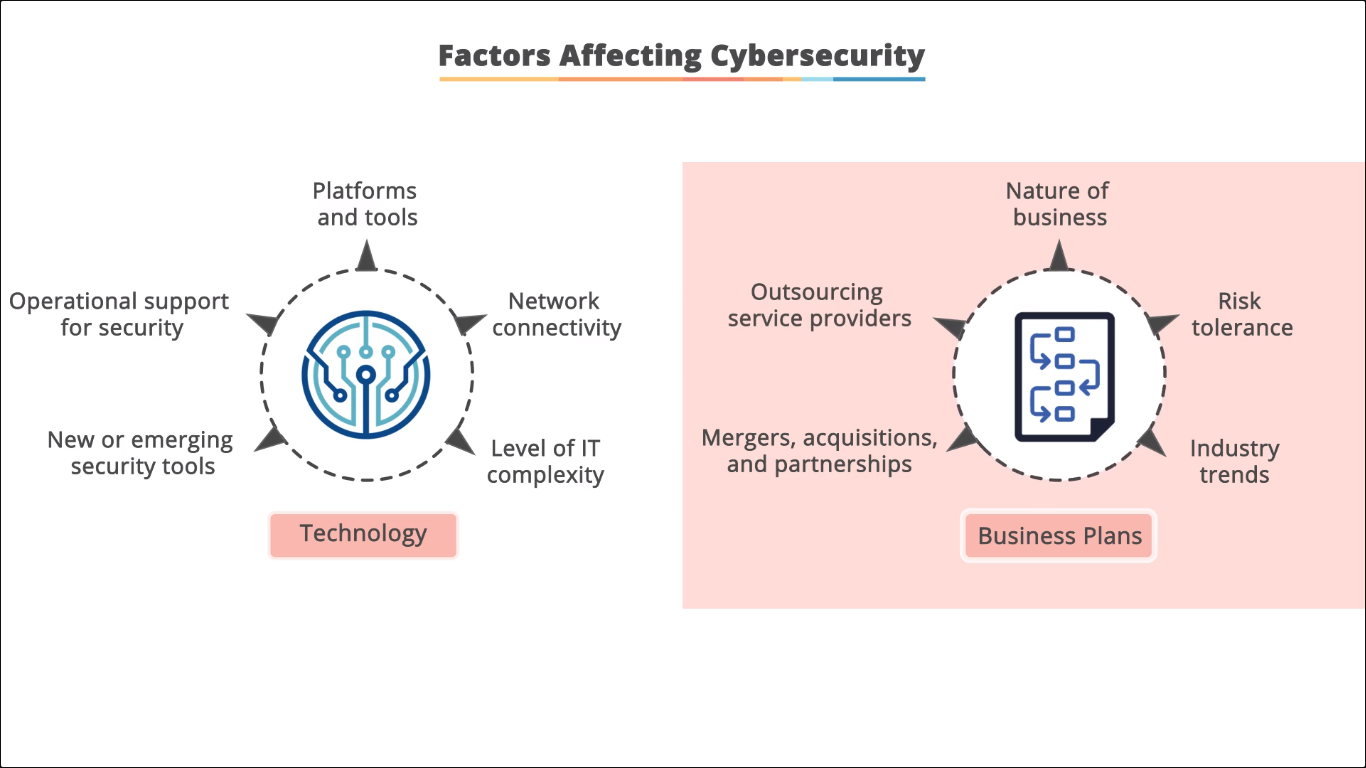 Factors Affecting Cybersecurity
Platforms
and tools
Operational support
for security
Network
connectivity
New or emerging
security tools
Level of IT
complexity
Technology
Nature of
business
Outsourcing
service providers
Risk
tolerance
Mergers, acquisitions,
and partnerships
Industry
trends
Business Plans